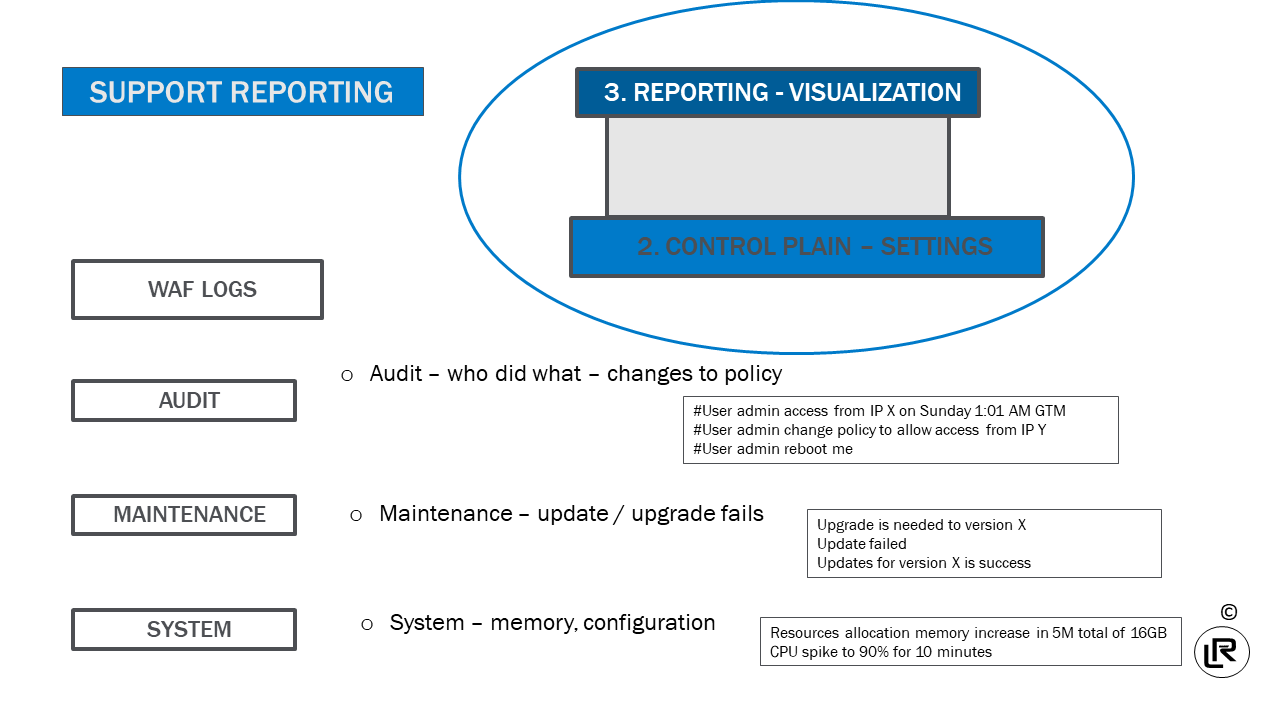 SUPPORT REPORTING
3. REPORTING - VISUALIZATION
2. CONTROL PLAIN – SETTINGS
WAF LOGS
AUDIT
o Audit – who did what – changes to policy
#User admin access from IP X on Sunday 1:01 AM GTM
#User admin change policy to allow access from IP Y
#User admin reboot me
MAINTENANCE
o Maintenance – update / upgrade fails
Upgrade is needed to version X
Update failed
Updates for version X is success
SYSTEM
o System – memory, configuration
Resources allocation memory increase in 5M total of 16GB
CPU spike to 90% for 10 minutes
©
LR